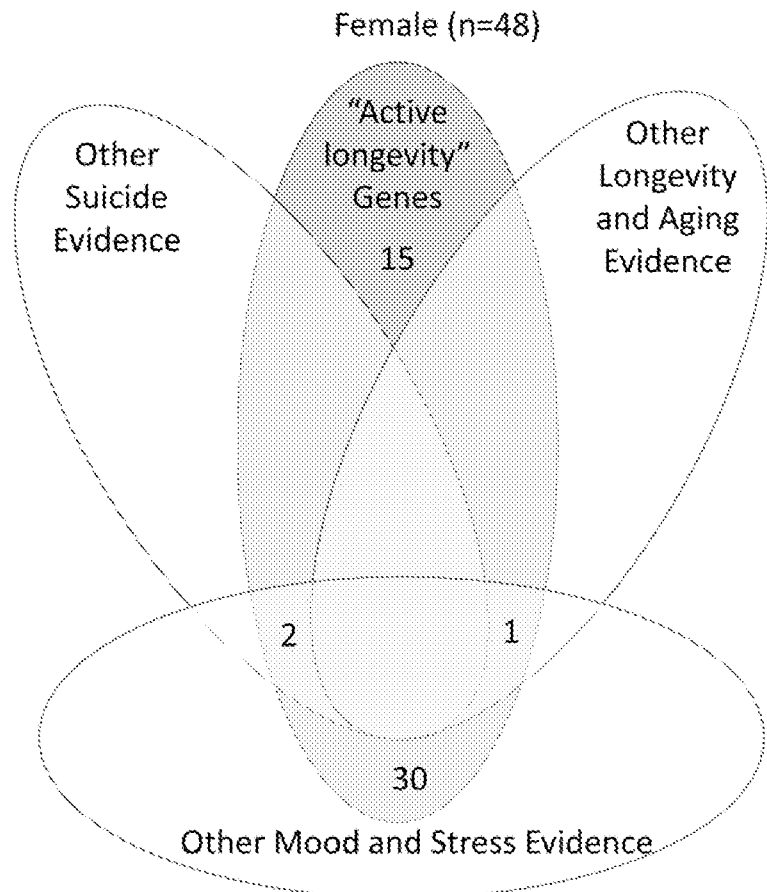 Female (n=48)
"Active
longevity"
Genes
15
Other
Suicide
Evidence
Other
Longevity
and Aging
Evidence
2
1
30
Other Mood and Stress Evidence